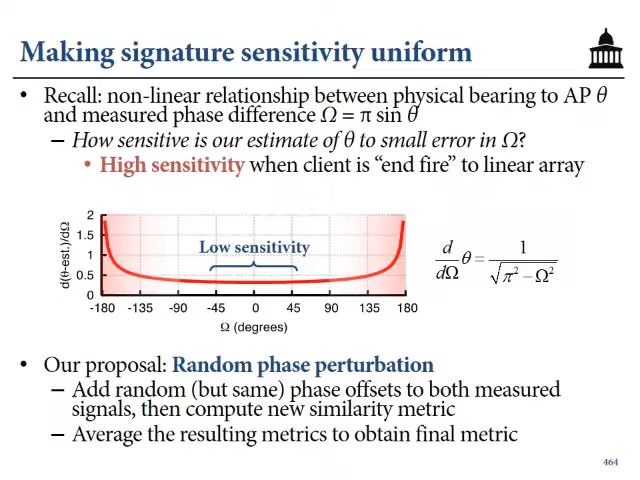 Making signature sensitivity uniform
• Recall: non-linear relationship between physical bearing to AP θ
and measured phase difference Ω = π sin θ
– How sensitive is our estimate of θ to small error in Ω?
• High sensitivity when client is “end fire” to linear array
d(θ-est.)/dΩ
2
1.5
1
0.5
0
Low sensitivity
-180 -135 -90 -45 0 45 90 135 180
Ω (degrees)
d/dΩ θ = 1/√(π² − Ω²)
• Our proposal: Random phase perturbation
– Add random (but same) phase offsets to both measured
signals, then compute new similarity metric
– Average the resulting metrics to obtain final metric
464